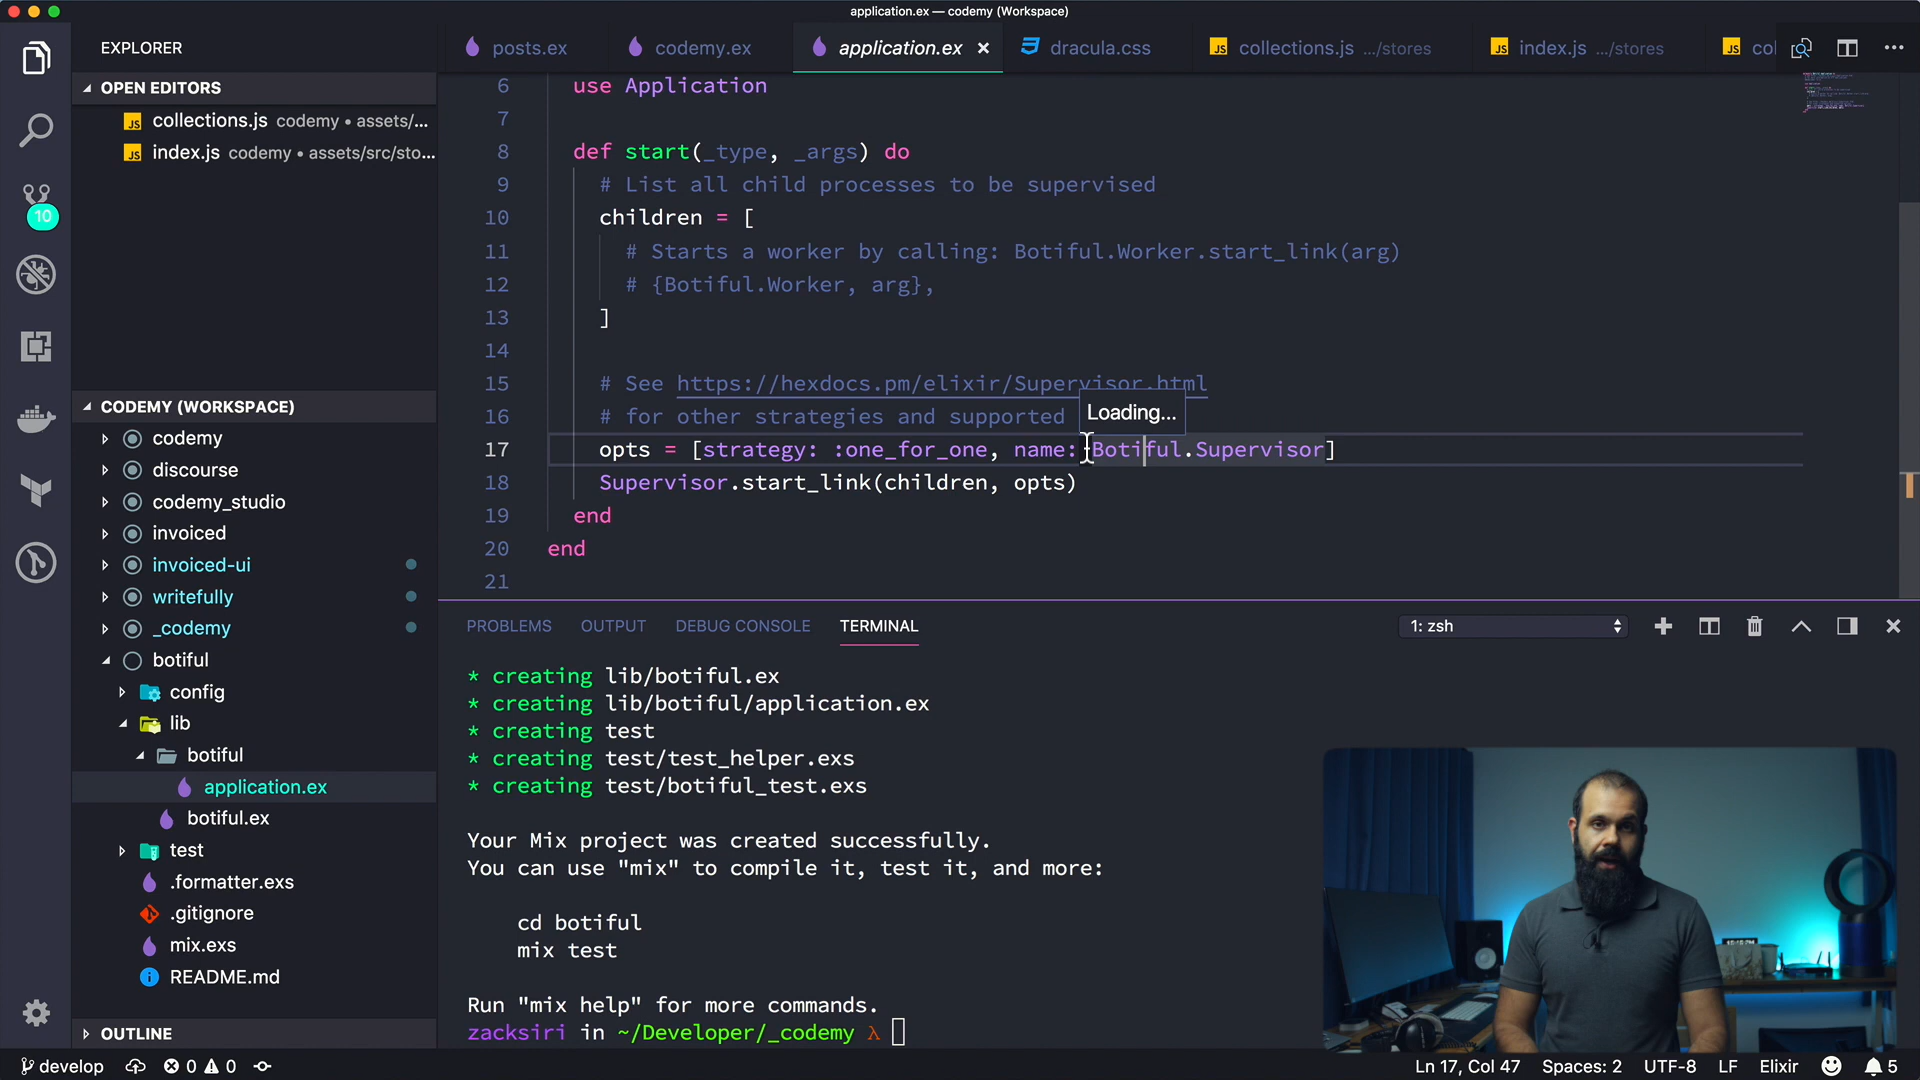 application.ex — codemy (Workspace)
EXPLORER
OPEN EDITORS
collections.js codemy • assets/...
index.js codemy • assets/src/sto...
CODEMY (WORKSPACE)
codemy
discourse
codemy_studio
invoiced
invoiced-ui
writefully
_codemy
botiful
config
lib
botiful
application.ex
botiful.ex
test
.formatter.exs
.gitignore
mix.exs
README.md
OUTLINE
10
posts.ex
codemy.ex
application.ex
dracula.css
JS collections.js .../stores
JS index.js .../stores
JS col
6 use Application
7
8 def start(_type, _args) do
9 # List all child processes to be supervised
10 children = [
11 # Starts a worker by calling: Botiful.Worker.start_link(arg)
12 # {Botiful.Worker, arg},
13 ]
14
15 # See https://hexdocs.pm/elixir/Supervisor.html
16 # for other strategies and supported
Loading...
17 opts = [strategy: :one_for_one, name: Botiful.Supervisor]
18 Supervisor.start_link(children, opts)
19 end
20 end
21
PROBLEMS OUTPUT DEBUG CONSOLE TERMINAL
1: zsh
* creating lib/botiful.ex
* creating lib/botiful/application.ex
* creating test
* creating test/test_helper.exs
* creating test/botiful_test.exs
Your Mix project was created successfully.
You can use "mix" to compile it, test it, and more:
cd botiful
mix test
Run "mix help" for more commands.
zacksiri in ~/Developer/_codemy λ
develop 0 0
Ln 17, Col 47 Spaces: 2 UTF-8 LF Elixir 5